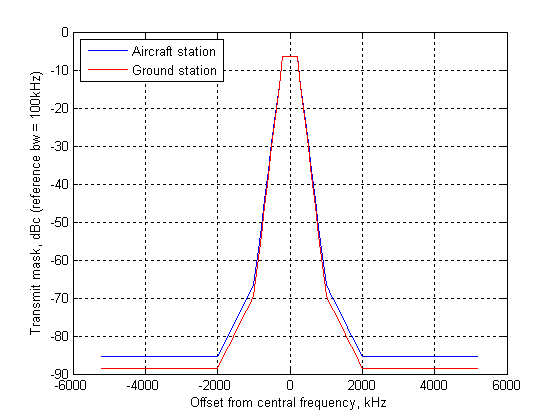 Transmit mask, dBc (reference bw = 100kHz)
0
-10
-20
-30
-40
-50
-60
-70
-80
-90
Aircraft station
Ground station
-6000 -4000 -2000 0 2000 4000 6000
Offset from central frequency, kHz